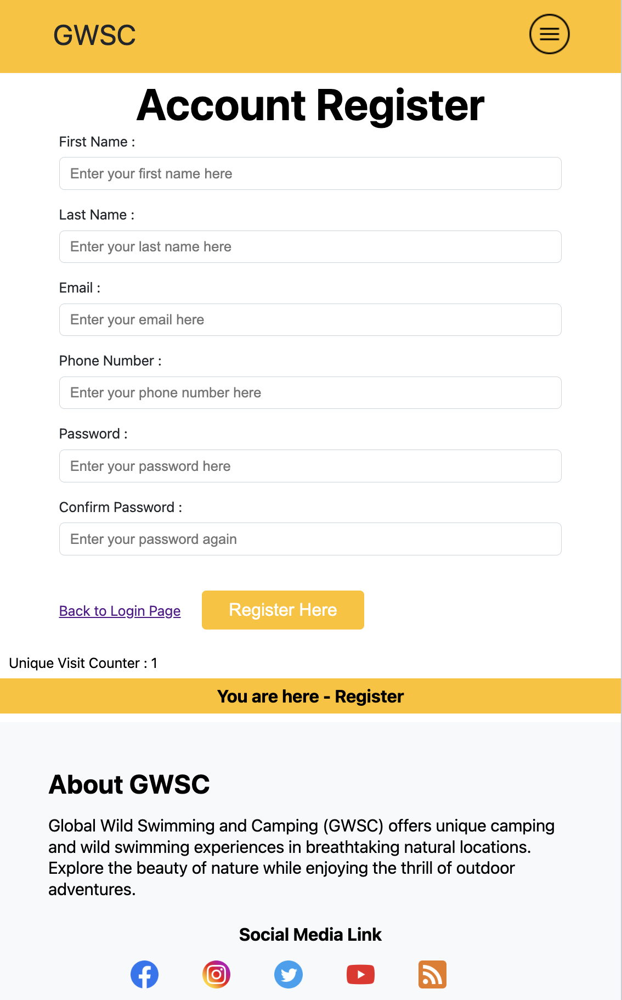 GWSC
Account Register
First Name :
Enter your first name here
Last Name :
Enter your last name here
Email :
Enter your email here
Phone Number :
Enter your phone number here
Password :
Enter your password here
Confirm Password :
Enter your password again
Back to Login Page
Register Here
Unique Visit Counter : 1
You are here - Register
About GWSC
Global Wild Swimming and Camping (GWSC) offers unique camping
and wild swimming experiences in breathtaking natural locations.
Explore the beauty of nature while enjoying the thrill of outdoor
adventures.
Social Media Link